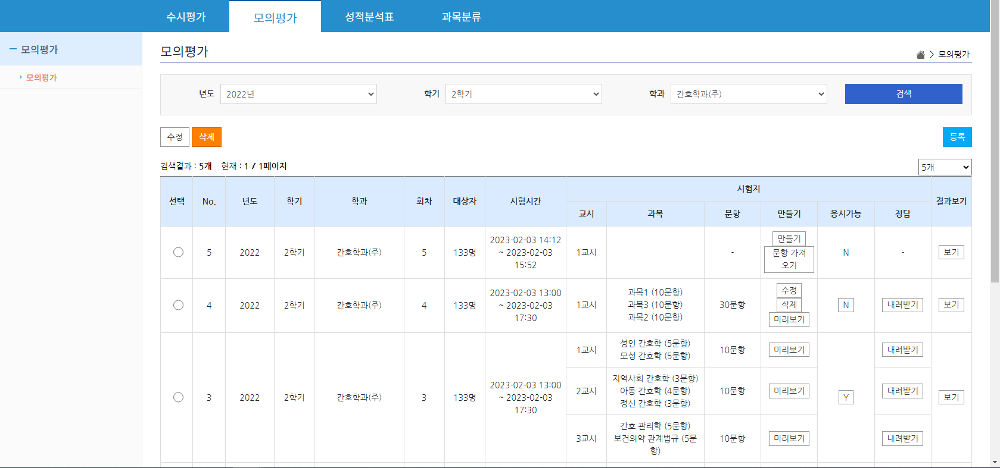 수시평가 모의평가 성적분석표 과목분류
모의평가
모의평가
모의평가
> 모의평가
년도 2022년 학기 2학기 학과 간호학과(주) 검색
수정 삭제 등록
검색결과 : 5개 현재 : 1 / 1페이지 5개
선택 No. 년도 학기 학과 회차 대상자 시험시간 시험지 결과보기
교시 과목 문항 만들기 응시가능 정답
5 2022 2학기 간호학과(주) 5 133명
2023-02-03 14:12
~ 2023-02-03
15:52
1교시 -
만들기
문항 가져
오기
N - 보기
4 2022 2학기 간호학과(주) 4 133명
2023-02-03 13:00
~ 2023-02-03
17:30
1교시
과목1 (10문항)
과목3 (10문항)
과목2 (10문항)
30문항
수정
삭제
미리보기
N 내려받기 보기
3 2022 2학기 간호학과(주) 3 133명
2023-02-03 13:00
~ 2023-02-03
17:30
1교시
성인 간호학 (5문항)
모성 간호학 (5문항)
10문항 미리보기 내려받기
2교시
지역사회 간호학 (3문항)
아동 간호학 (4문항)
정신 간호학 (3문항)
10문항 미리보기 Y 내려받기 보기
3교시
간호 관리학 (5문항)
보건의약 관계법규 (5문
항)
10문항 미리보기 내려받기